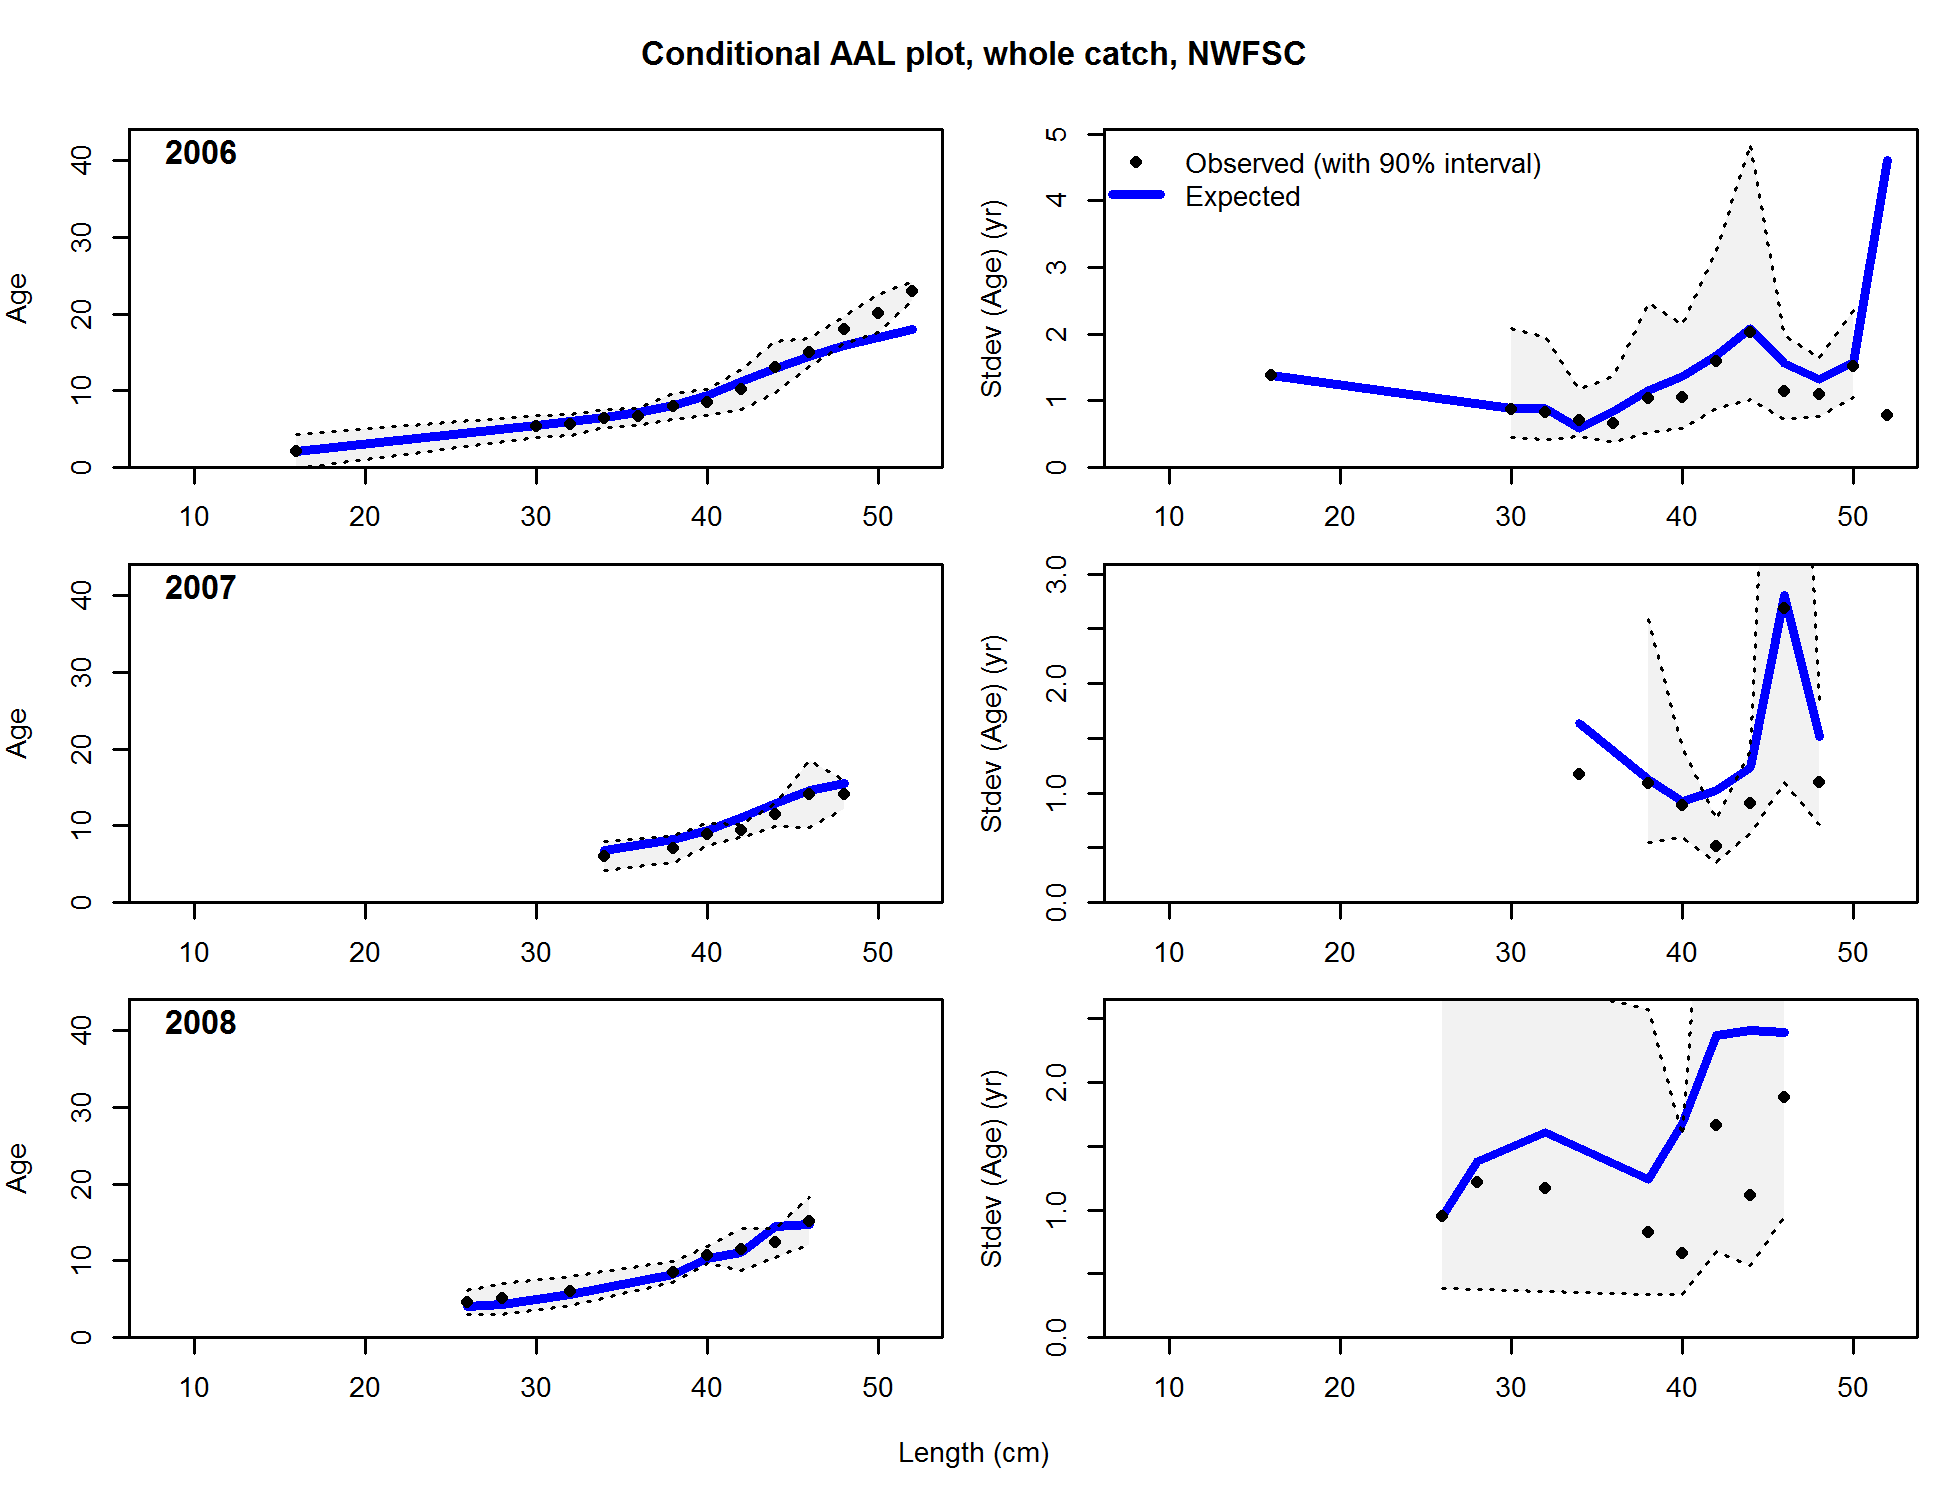 Conditional AAL plot, whole catch, NWFSC
2006
Age
0 10 20 30 40
10 20 30 40 50
Observed (with 90% interval)
Expected
Stdev (Age) (yr)
0 1 2 3 4 5
10 20 30 40 50
2007
Age
0 10 20 30 40
10 20 30 40 50
Stdev (Age) (yr)
0.0 1.0 2.0 3.0
10 20 30 40 50
2008
Age
0 10 20 30 40
10 20 30 40 50
Stdev (Age) (yr)
0.0 1.0 2.0
10 20 30 40 50
Length (cm)